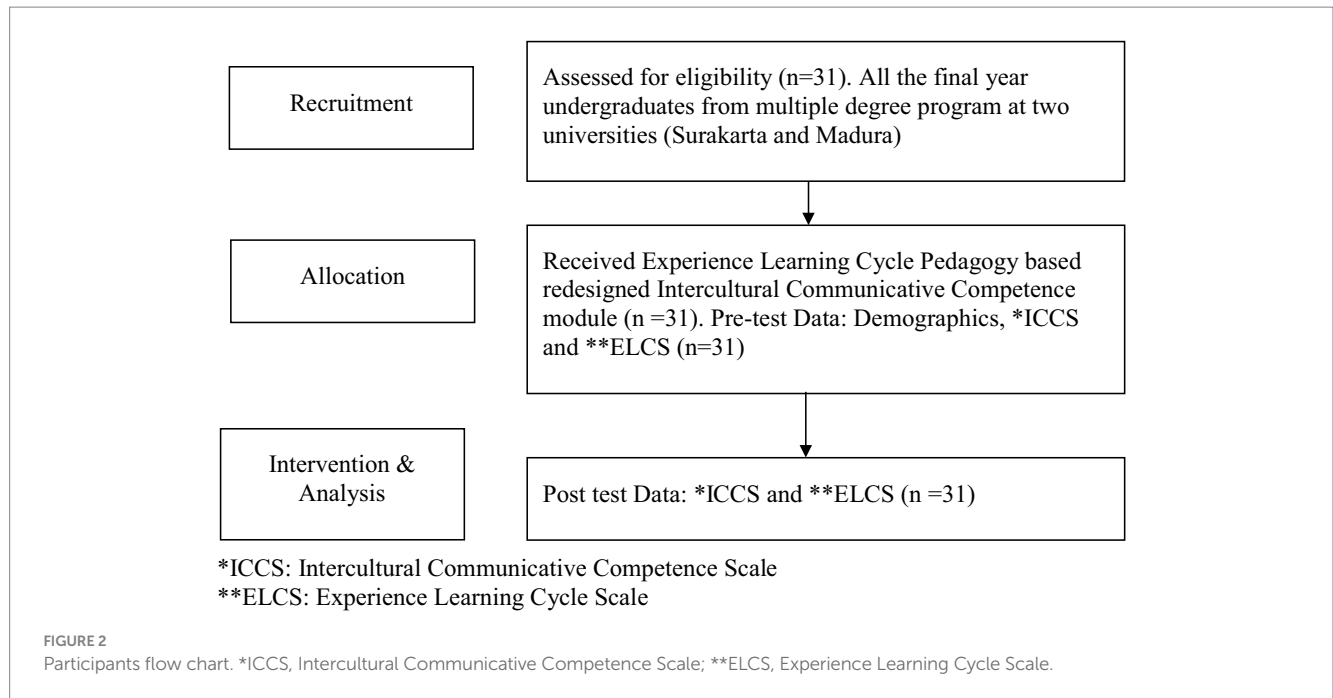 Recruitment
Assessed for eligibility (n=31). All the final year
undergraduates from multiple degree program at two
universities (Surakarta and Madura)
Allocation
Received Experience Learning Cycle Pedagogy based
redesigned Intercultural Communicative Competence
module (n =31). Pre-test Data: Demographics, *ICCS
and **ELCS (n=31)
Intervention &
Analysis
Post test Data: *ICCS and **ELCS (n =31)
*ICCS: Intercultural Communicative Competence Scale
**ELCS: Experience Learning Cycle Scale
FIGURE 2
Participants flow chart. *ICCS, Intercultural Communicative Competence Scale; **ELCS, Experience Learning Cycle Scale.